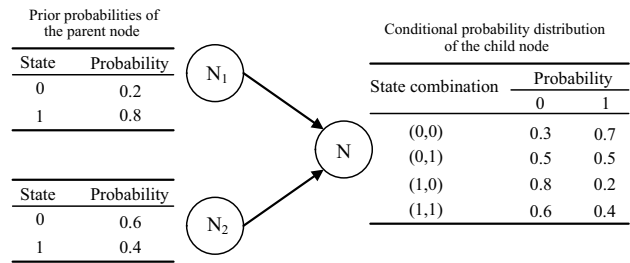 Prior probabilities of
the parent node
State Probability
0 0.2
1 0.8
N1
State Probability
0 0.6
1 0.4
N2
N
Conditional probability distribution
of the child node
State combination Probability
0 1
(0,0) 0.3 0.7
(0,1) 0.5 0.5
(1,0) 0.8 0.2
(1,1) 0.6 0.4